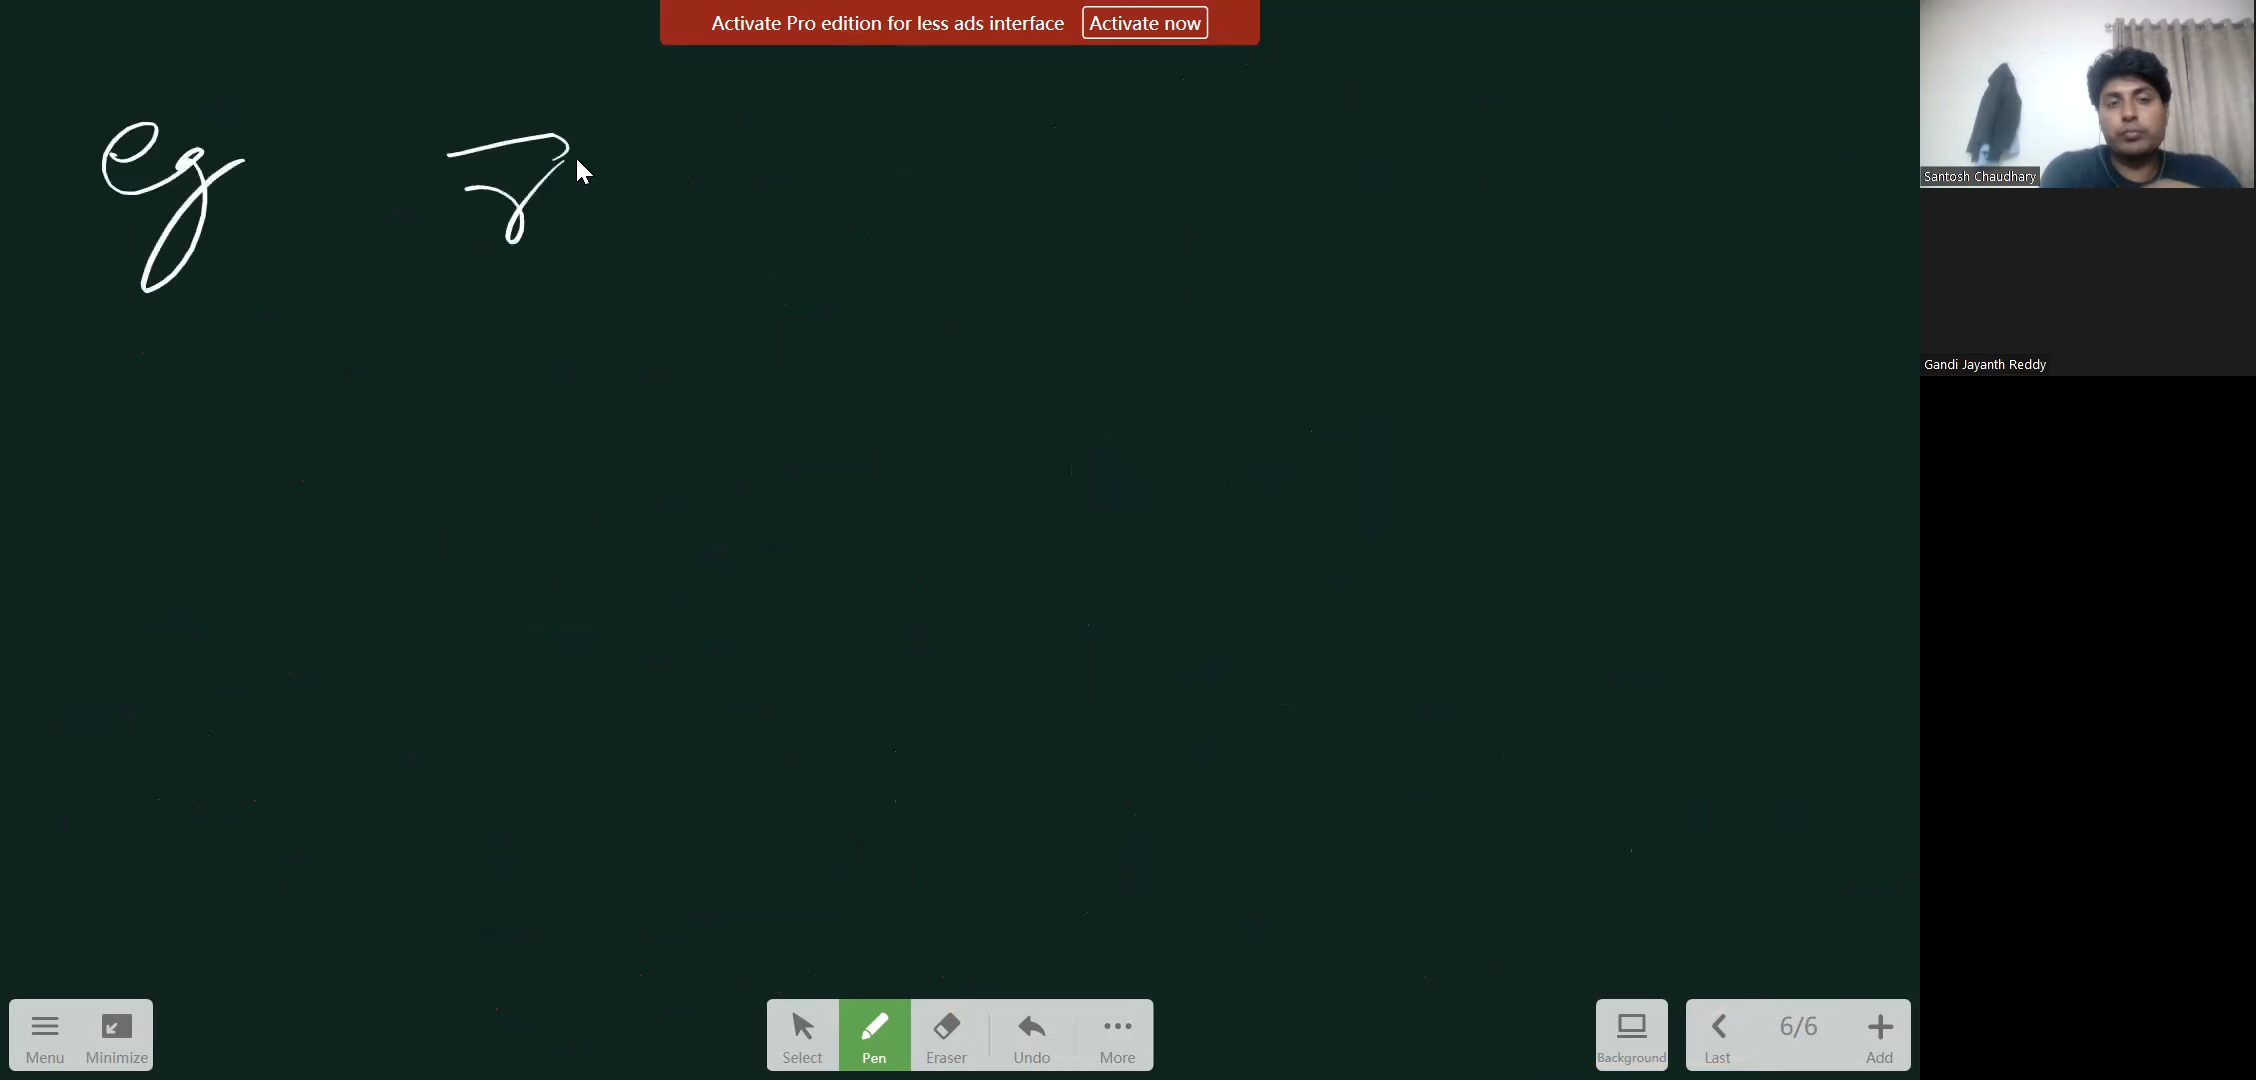 Activate Pro edition for less ads interface Activate now
eg
Santosh Chaudhary
Gandi Jayanth Reddy
Menu Minimize Select Pen Eraser Undo More Background Last 6/6 Add